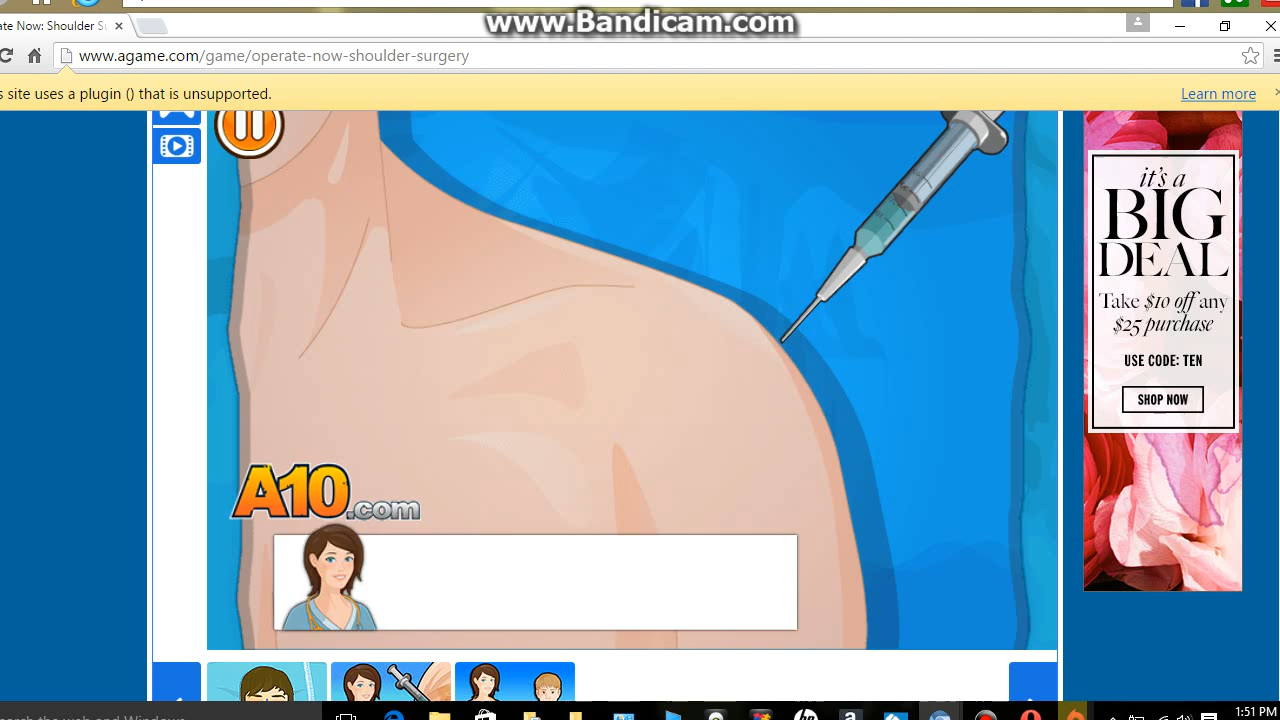 www.Bandicam.com
ate Now: Shoulder S
www.agame.com/game/operate-now-shoulder-surgery
s site uses a plugin () that is unsupported.
Learn more
it's a
BIG
DEAL
Take $10 off any
$25 purchase
USE CODE: TEN
SHOP NOW
A10.com
1:51 PM